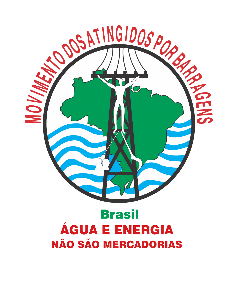 MOVIMENTO DOS ATINGIDOS POR BARRAGENS
Brasil
ÁGUA E ENERGIA
NÃO SÃO MERCADORIAS